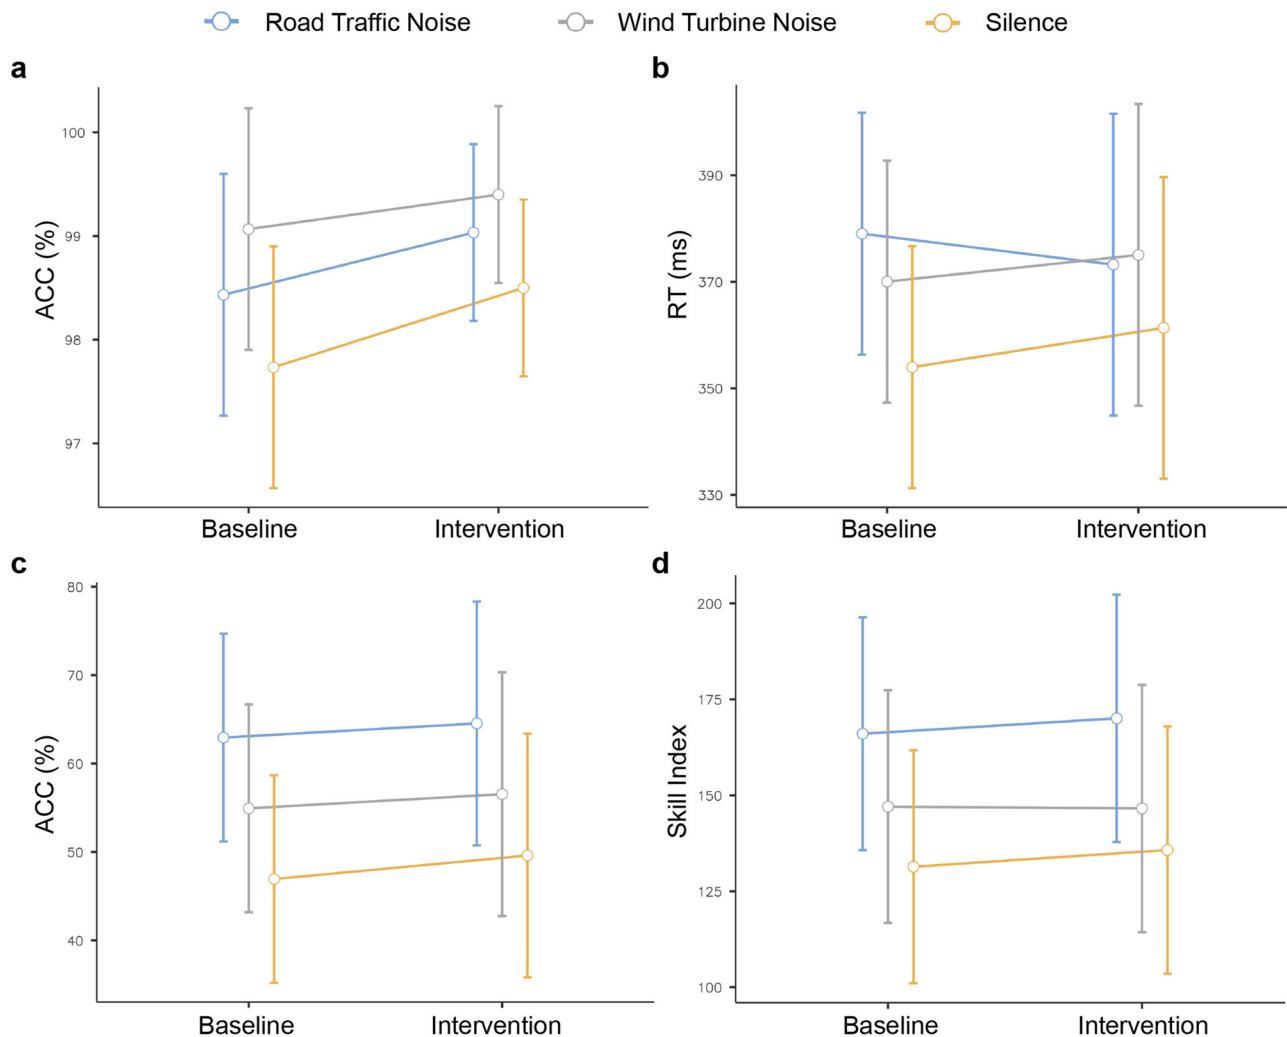 Road Traffic Noise Wind Turbine Noise Silence
a
ACC (%)
100
99
98
97
Baseline Intervention
b
RT (ms)
390
370
350
330
Baseline Intervention
c
ACC (%)
80
70
60
50
40
Baseline Intervention
d
Skill Index
200
175
150
125
100
Baseline Intervention